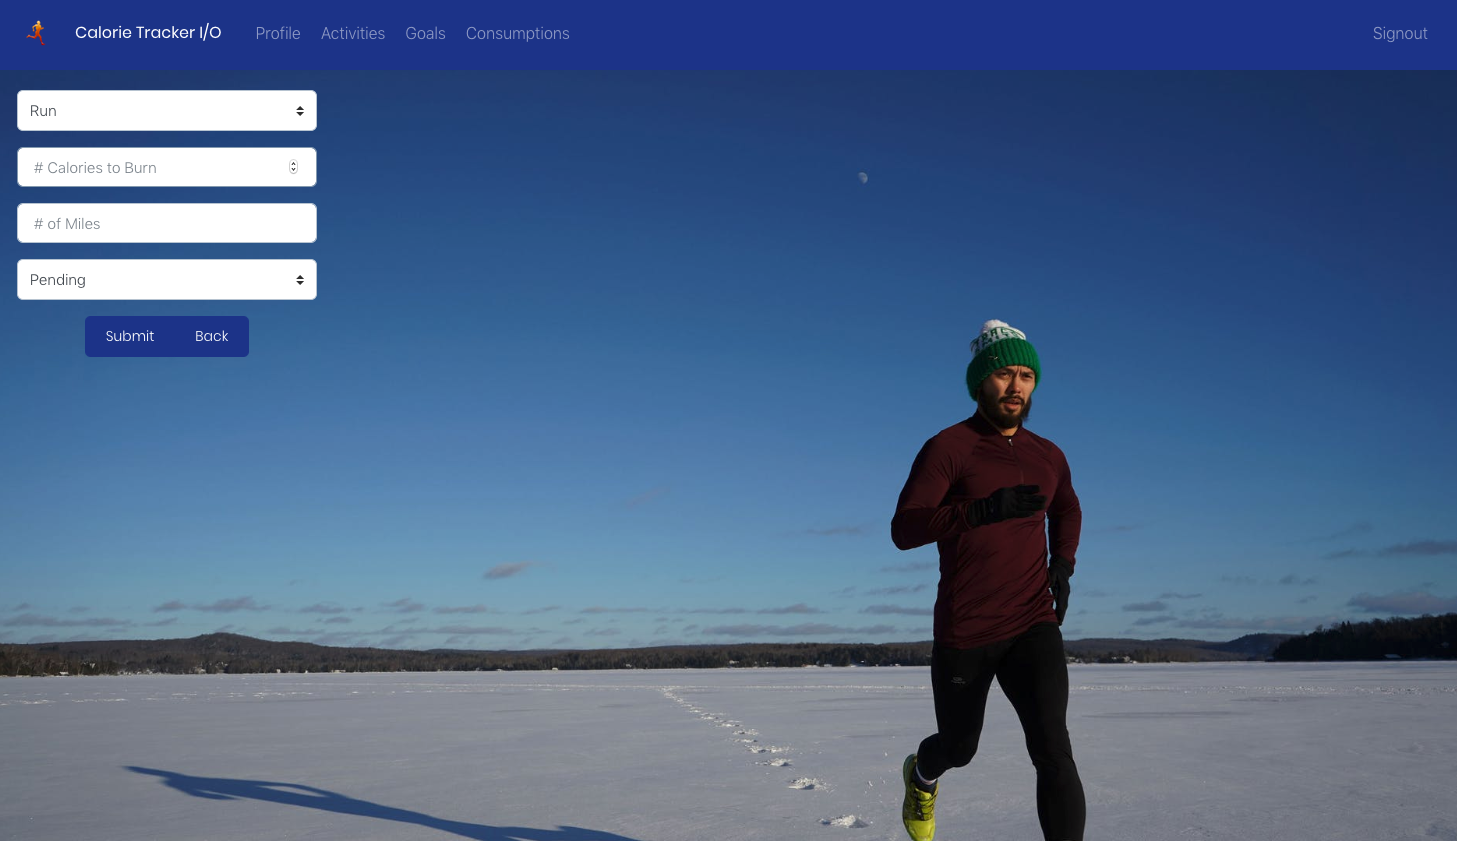 Calorie Tracker I/O Profile Activities Goals Consumptions Signout
Run
# Calories to Burn
# of Miles
Pending
Submit Back